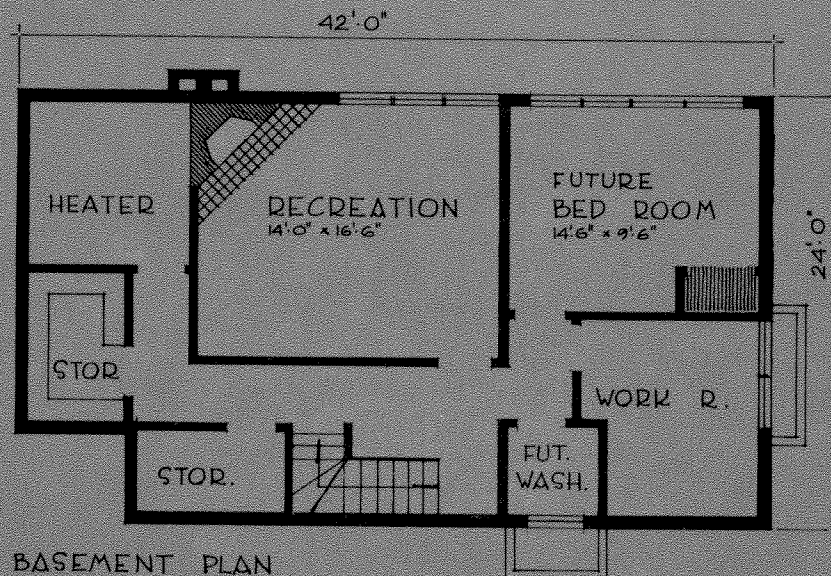 42'-0"
HEATER
RECREATION
14'-0" x 16'-6"
FUTURE
BED ROOM
14'6" x 9'-6"
24'-0"
STOR
WORK R.
STOR.
FUT.
WASH.
BASEMENT PLAN